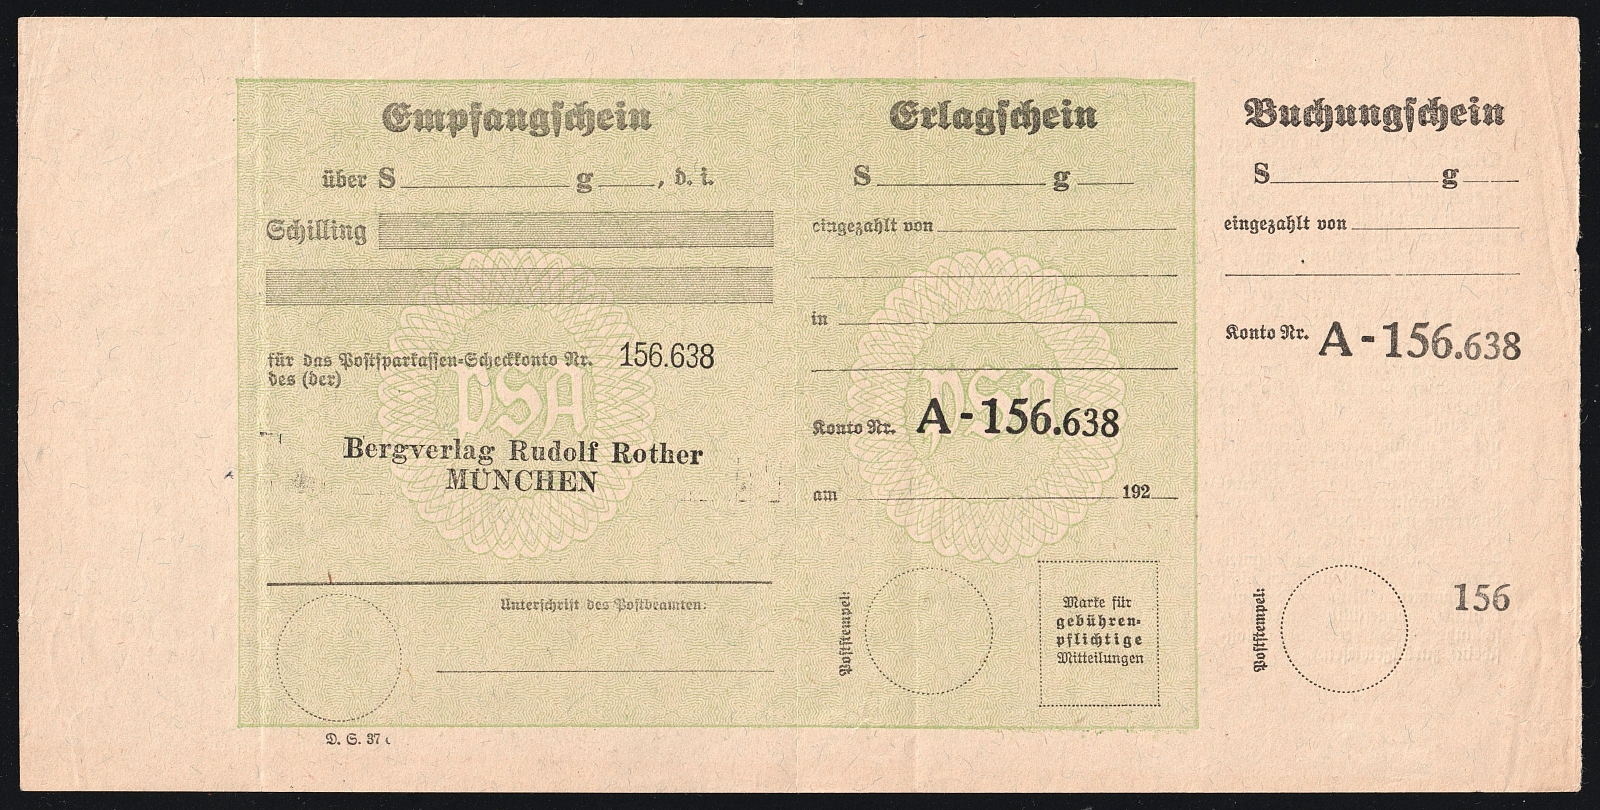 Empfangschein
über S g , d. i.
Schilling
für das Postsparkassen-Scheckkonto Nr. 156.638
des (der)
PSA
Bergverlag Rudolf Rother
MÜNCHEN
Unterschrift des Postbeamten:
D. S. 37
Erlagschein
S g
eingezahlt von
in
PSA
Konto Nr. A-156.638
am 192
Poststempel:
Marke für
gebühren-
pflichtige
Mitteilungen
Buchungschein
S g
eingezahlt von
Konto Nr. A-156.638
Poststempel:
156